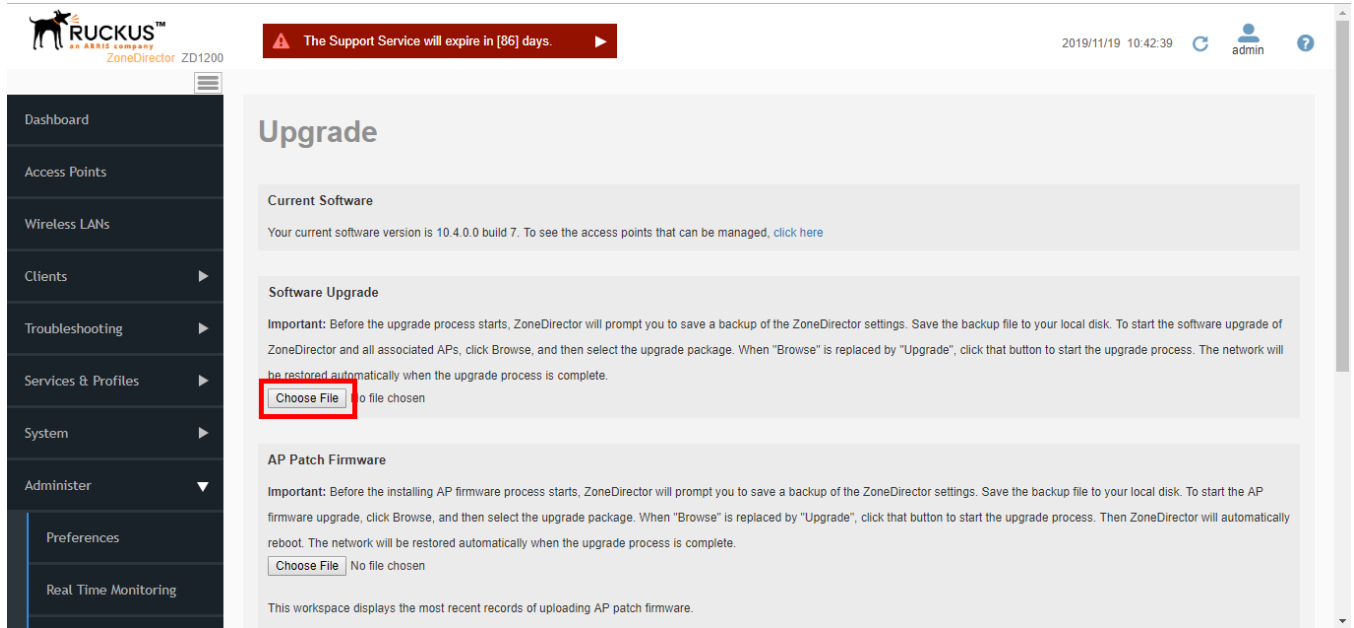 RUCKUS™
an ARRIS company
ZoneDirector ZD1200
The Support Service will expire in [86] days.
2019/11/19 10:42:39
admin
Dashboard
Access Points
Wireless LANs
Clients
Troubleshooting
Services & Profiles
System
Administer
Preferences
Real Time Monitoring
Upgrade
Current Software
Your current software version is 10.4.0.0 build 7. To see the access points that can be managed, click here
Software Upgrade
Important: Before the upgrade process starts, ZoneDirector will prompt you to save a backup of the ZoneDirector settings. Save the backup file to your local disk. To start the software upgrade of
ZoneDirector and all associated APs, click Browse, and then select the upgrade package. When "Browse" is replaced by "Upgrade", click that button to start the upgrade process. The network will
be restored automatically when the upgrade process is complete.
Choose File o file chosen
AP Patch Firmware
Important: Before the installing AP firmware process starts, ZoneDirector will prompt you to save a backup of the ZoneDirector settings. Save the backup file to your local disk. To start the AP
firmware upgrade, click Browse, and then select the upgrade package. When "Browse" is replaced by "Upgrade", click that button to start the upgrade process. Then ZoneDirector will automatically
reboot. The network will be restored automatically when the upgrade process is complete.
Choose File No file chosen
This workspace displays the most recent records of uploading AP patch firmware.